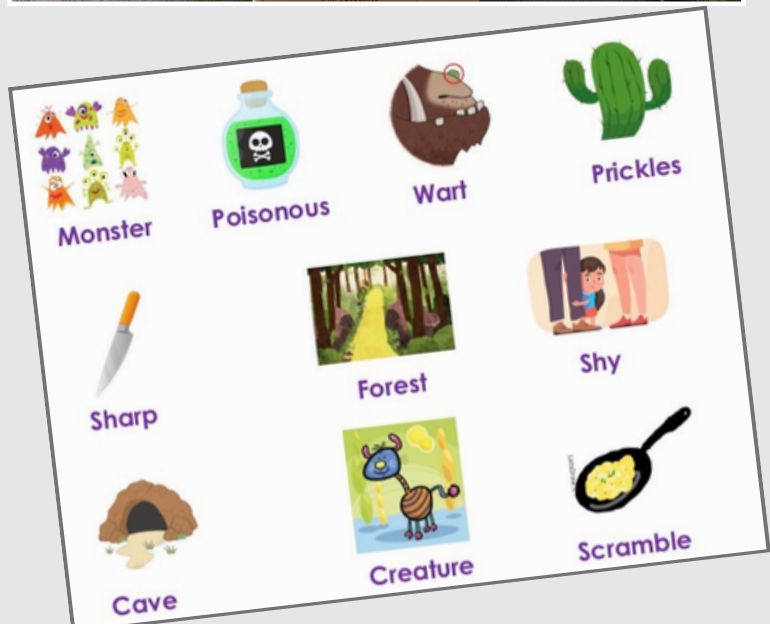 Monster
Poisonous
Wart
Prickles
Sharp
Forest
Shy
Cave
Creature
Scramble